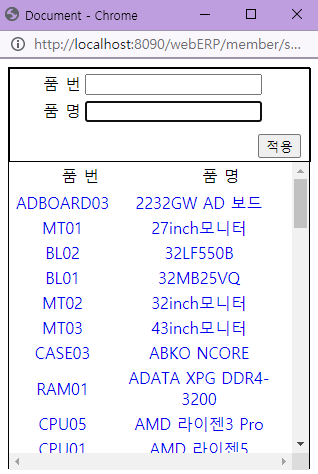 Document - Chrome
http://localhost:8090/webERP/member/s...
품 번
품 명
적용
품 번 품 명
ADBOARD03 2232GW AD 보드
MT01 27inch모니터
BL02 32LF550B
BL01 32MB25VQ
MT02 32inch모니터
MT03 43inch모니터
CASE03 ABKO NCORE
RAM01 ADATA XPG DDR4-
3200
CPU05 AMD 라이젠3 Pro
CPU01 AMD 라이젠5